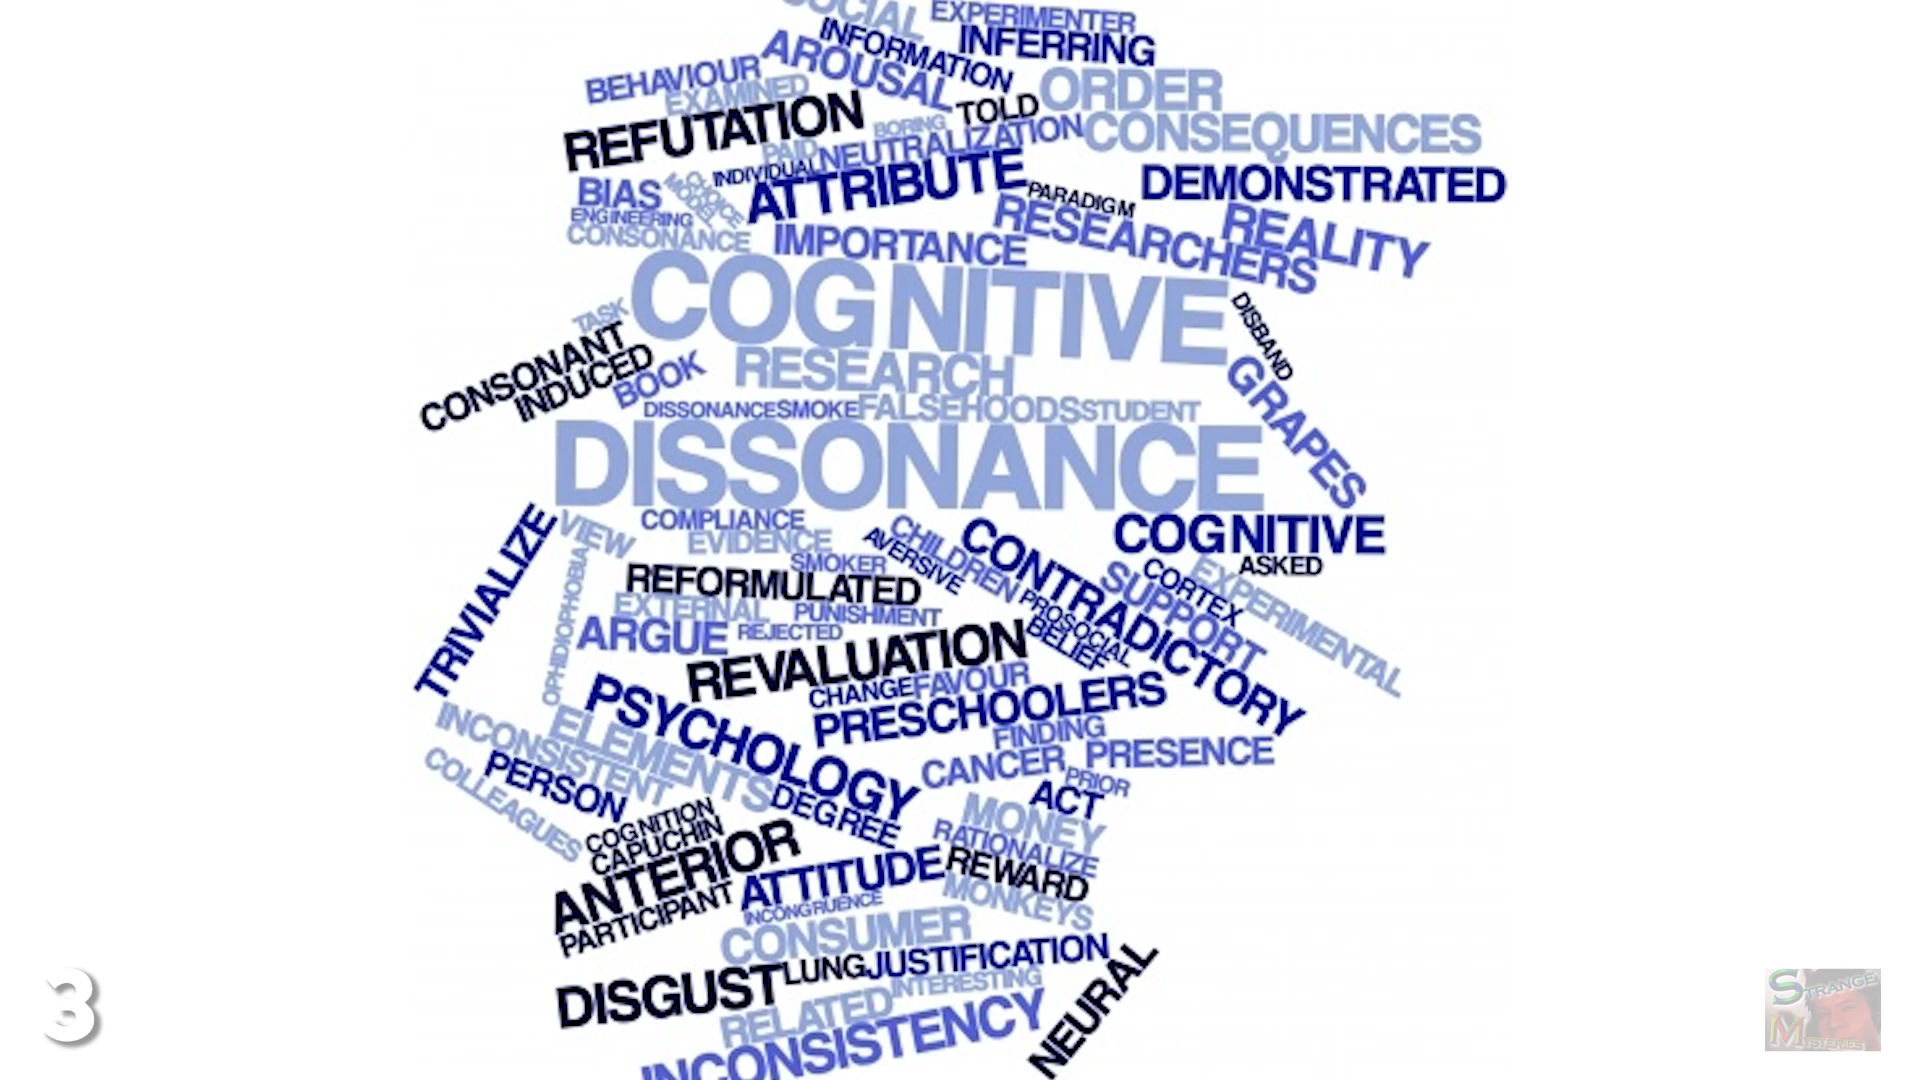 SOCIAL
EXPERIMENTER
INFORMATION
INFERRING
AROUSAL
BEHAVIOUR
EXAMINED
ORDER
REFUTATION
BORING
TOLD
CONSEQUENCES
PAID
NEUTRALIZATION
INDIVIDUAL
ATTRIBUTE
BIAS
CHOICE
MODEL
PARADIGM
DEMONSTRATED
ENGINEERING
CONSONANCE
IMPORTANCE
RESEARCHERS
REALITY
COGNITIVE
TASK
CONSONANT
INDUCED
BOOK
RESEARCH
DISBAND
GRAPES
DISSONANCE
SMOKE
FALSEHOODS
STUDENT
DISSONANCE
TRIVIALIZE
VIEW
COMPLIANCE
EVIDENCE
SMOKER
AVERSIVE
CHILDREN
CONTRADICTORY
COGNITIVE
ASKED
CORTEX
SUPPORT
EXPERIMENTAL
OPHIDIOPHOBIA
REFORMULATED
EXTERNAL
PUNISHMENT
PROSOCIAL
BELIEF
ARGUE
REJECTED
REVALUATION
CHANGE
FAVOUR
PRESCHOOLERS
PSYCHOLOGY
INCONSISTENT
ELEMENTS
FINDING
CANCER
PRESENCE
COLLEAGUES
PERSON
DEGREE
PRIOR
ACT
COGNITION
CAPUCHIN
MONEY
RATIONALIZE
ANTERIOR
PARTICIPANT
ATTITUDE
REWARD
MONKEYS
INCONGRUENCE
CONSUMER
DISGUST
LUNG
JUSTIFICATION
INTERESTING
NEURAL
RELATED
INCONSISTENCY
3
STRANGE
MYSTERIES